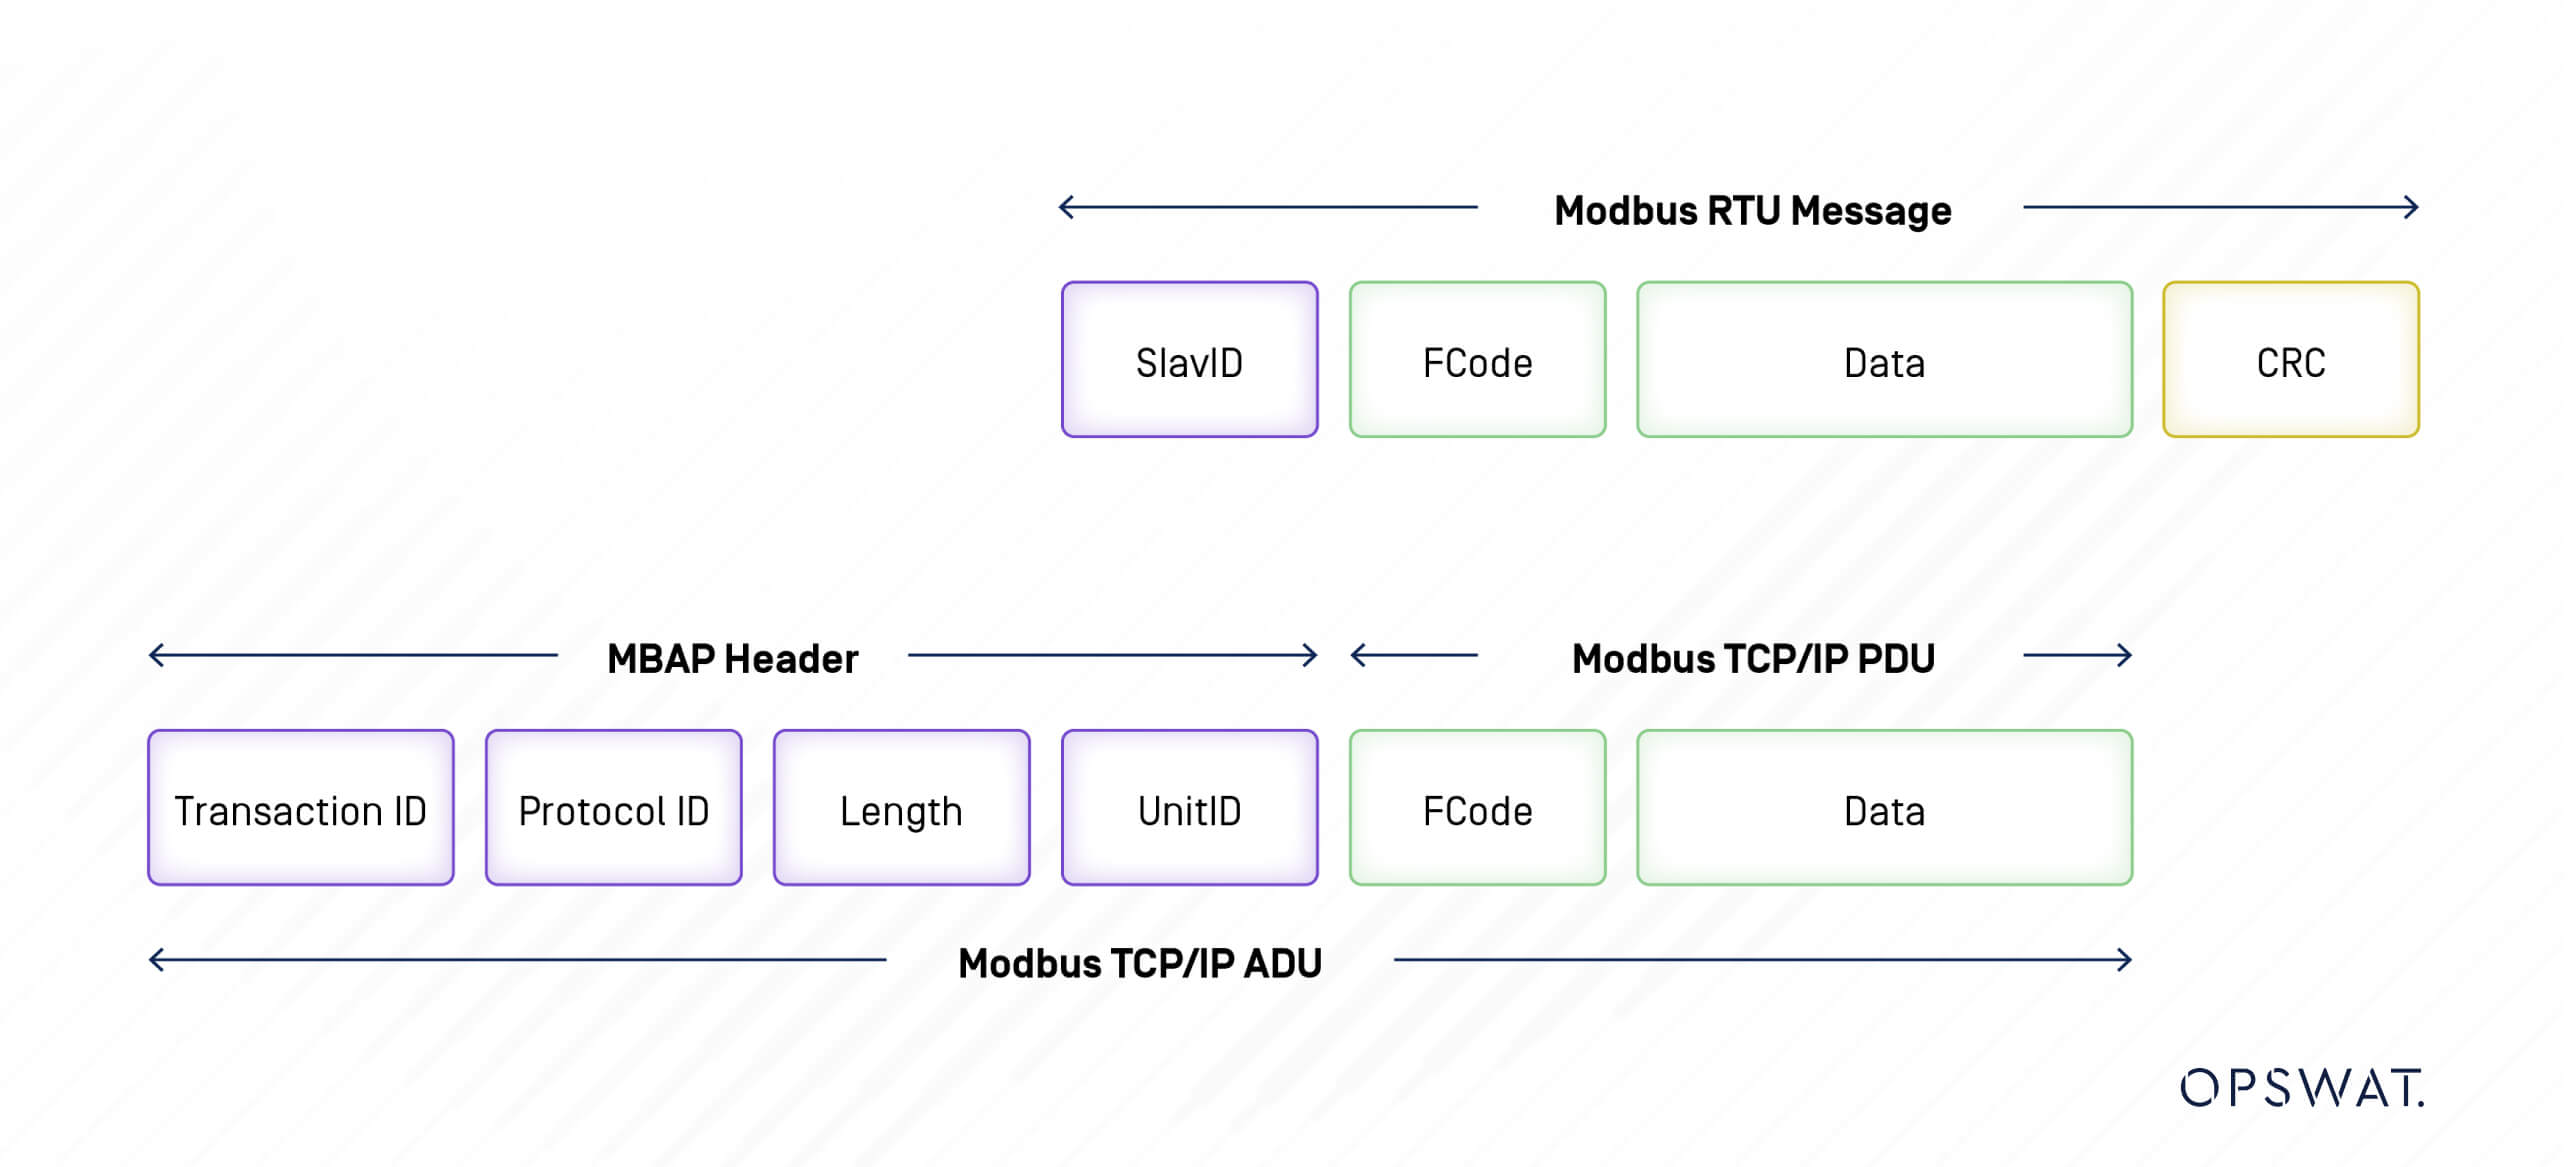 Modbus RTU Message
SlavID FCode Data CRC
MBAP Header Modbus TCP/IP PDU
Transaction ID Protocol ID Length UnitID FCode Data
Modbus TCP/IP ADU
OPSWAT.